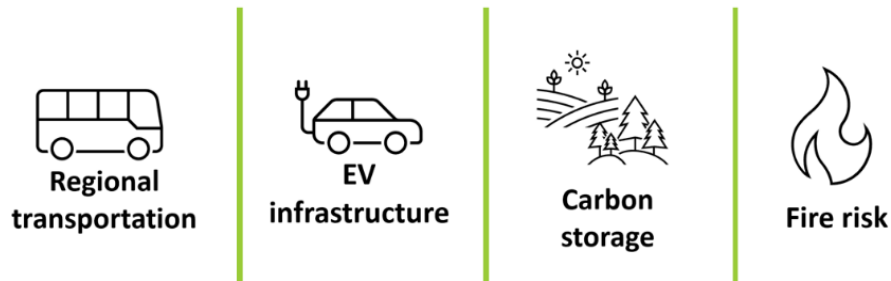 Regional
transportation
EV
infrastructure
Carbon
storage
Fire risk